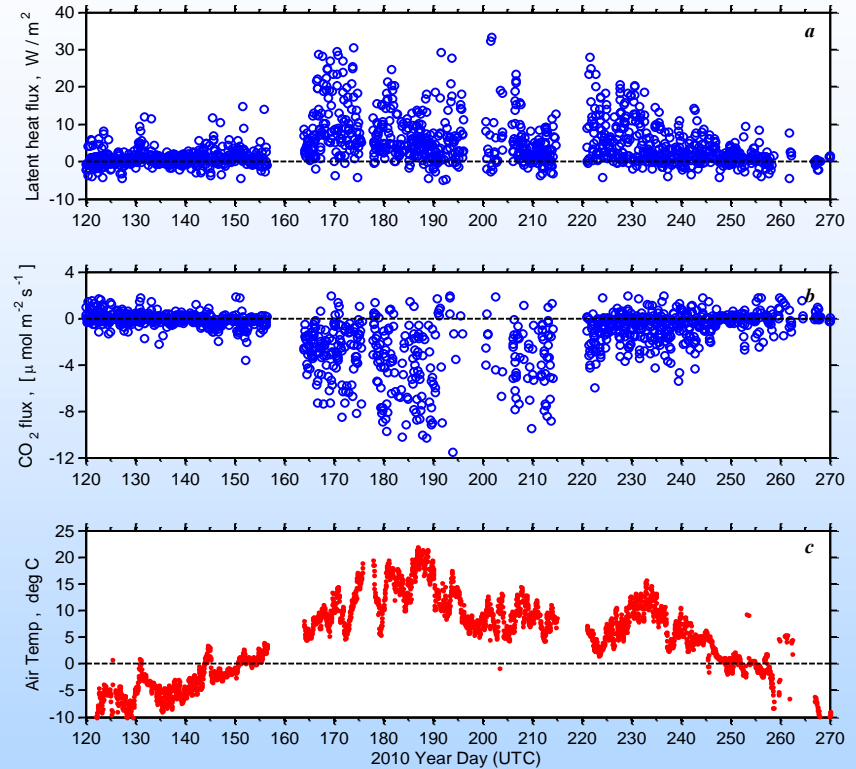 40
30
20
10
0
-10
Latent heat flux , W / m²
a
120 130 140 150 160 170 180 190 200 210 220 230 240 250 260 270
4
0
-4
-8
-12
CO₂ flux , [ μ mol m⁻² s⁻¹ ]
b
120 130 140 150 160 170 180 190 200 210 220 230 240 250 260 270
25
20
15
10
5
0
-5
-10
Air Temp , deg C
c
120 130 140 150 160 170 180 190 200 210 220 230 240 250 260 270
2010 Year Day (UTC)